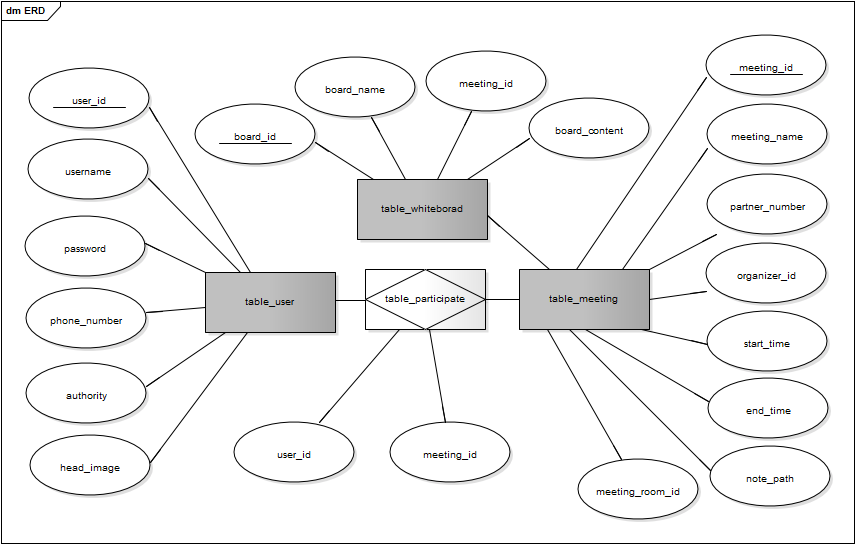 dm ERD
user_id
username
password
phone_number
authority
head_image
board_id
board_name
meeting_id
board_content
table_whiteborad
table_user
table_participate
table_meeting
user_id
meeting_id
meeting_id
meeting_name
partner_number
organizer_id
start_time
end_time
note_path
meeting_room_id